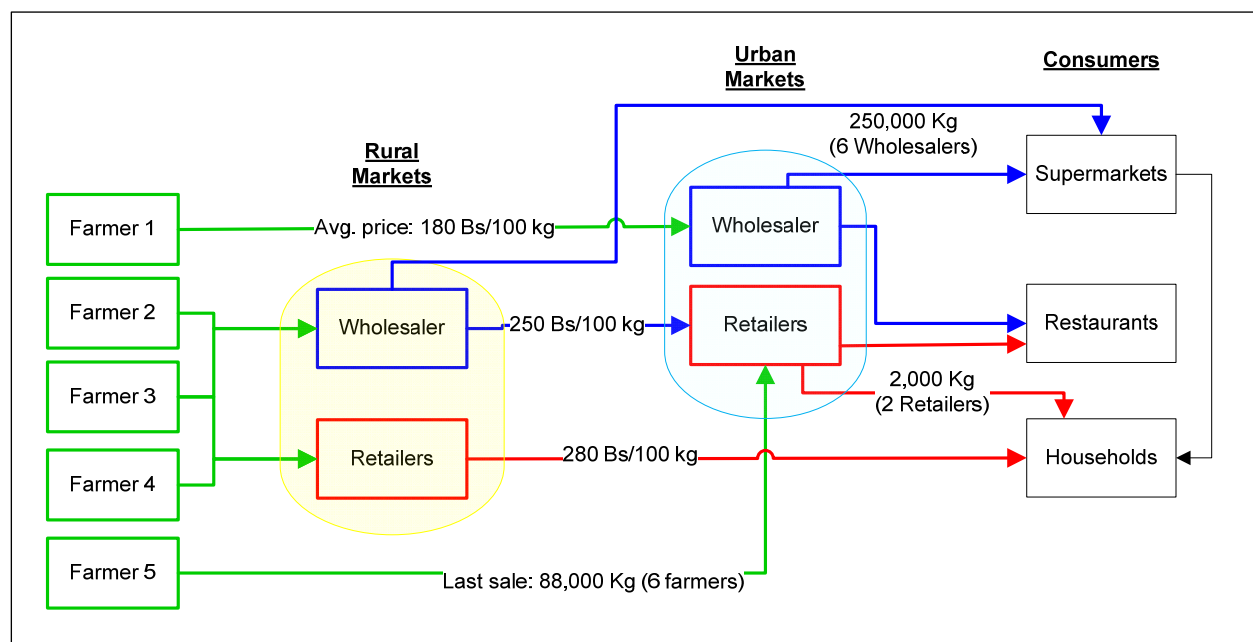 Urban
Markets
Consumers
250,000 Kg
(6 Wholesalers)
Rural
Markets
Supermarkets
Farmer 1
Avg. price: 180 Bs/100 kg
Wholesaler
Farmer 2
Wholesaler
250 Bs/100 kg
Retailers
Restaurants
Farmer 3
2,000 Kg
(2 Retailers)
Farmer 4
Retailers
280 Bs/100 kg
Households
Farmer 5
Last sale: 88,000 Kg (6 farmers)